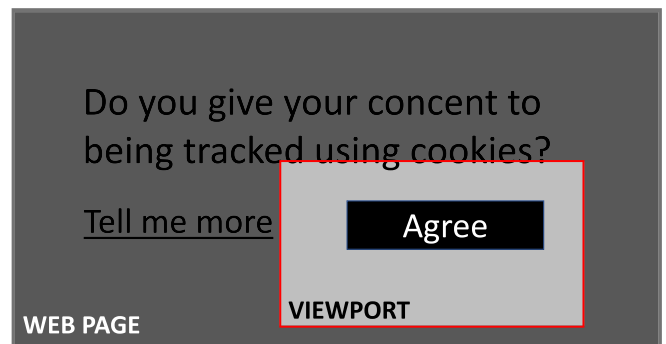 Do you give your concent to
being tracked using cookies?
Tell me more
Agree
VIEWPORT
WEB PAGE